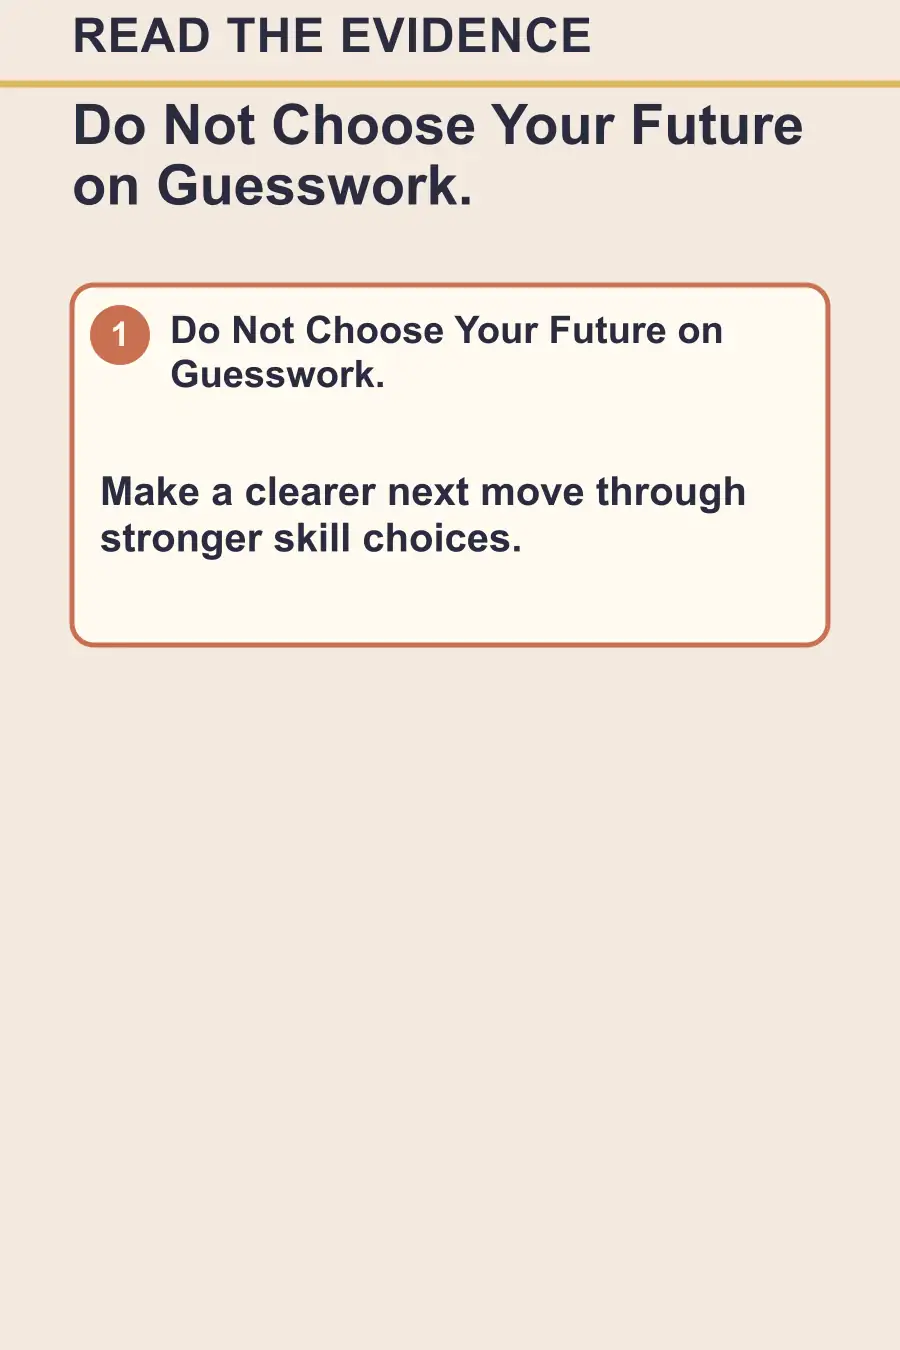 READ THE EVIDENCE
Do Not Choose Your Future
on Guesswork.
1
Do Not Choose Your Future on
Guesswork.
Make a clearer next move through
stronger skill choices.